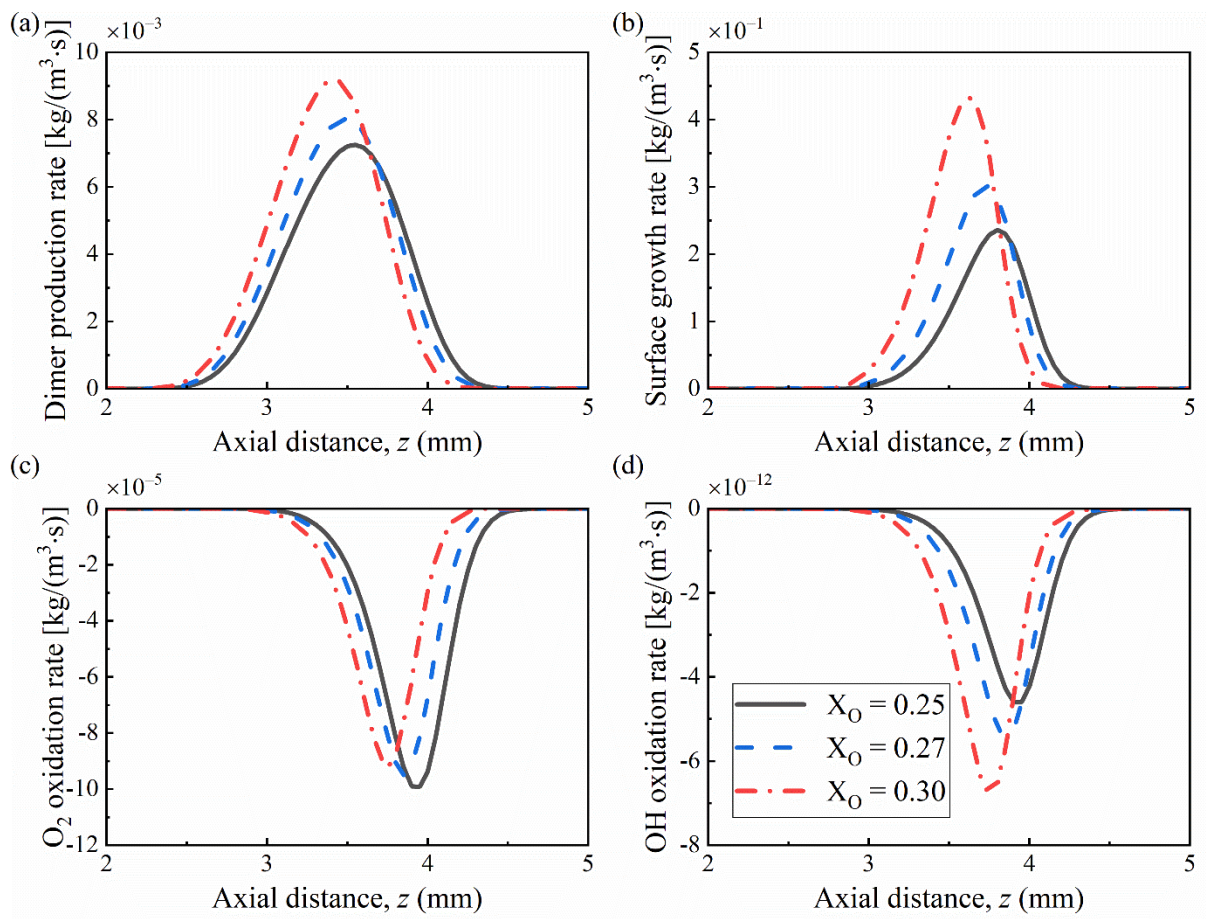 (a)
×10⁻³
Dimer production rate [kg/(m³·s)]
10
8
6
4
2
0
2
3
4
5
Axial distance, z (mm)
(b)
×10⁻¹
Surface growth rate [kg/(m³·s)]
5
4
3
2
1
0
2
3
4
5
Axial distance, z (mm)
(c)
×10⁻⁵
O₂ oxidation rate [kg/(m³·s)]
0
-2
-4
-6
-8
-10
-12
2
3
4
5
Axial distance, z (mm)
(d)
×10⁻¹²
OH oxidation rate [kg/(m³·s)]
0
-2
-4
-6
-8
2
3
4
5
Axial distance, z (mm)
X_O = 0.25
X_O = 0.27
X_O = 0.30